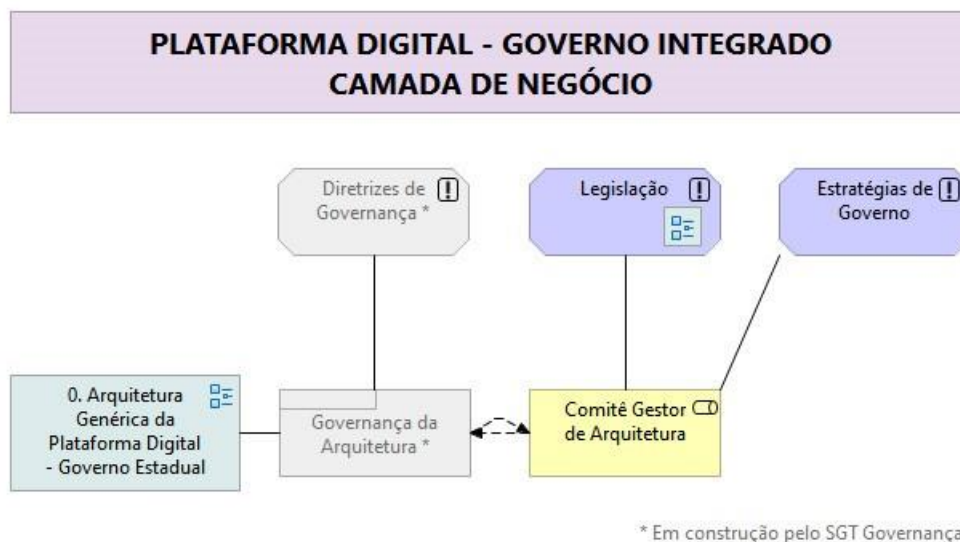 PLATAFORMA DIGITAL - GOVERNO INTEGRADO
CAMADA DE NEGÓCIO
Diretrizes de
Governança *
Legislação
Estratégias de
Governo
0. Arquitetura
Genérica da
Plataforma Digital
- Governo Estadual
Governança da
Arquitetura *
Comitê Gestor
de Arquitetura
* Em construção pelo SGT Governança